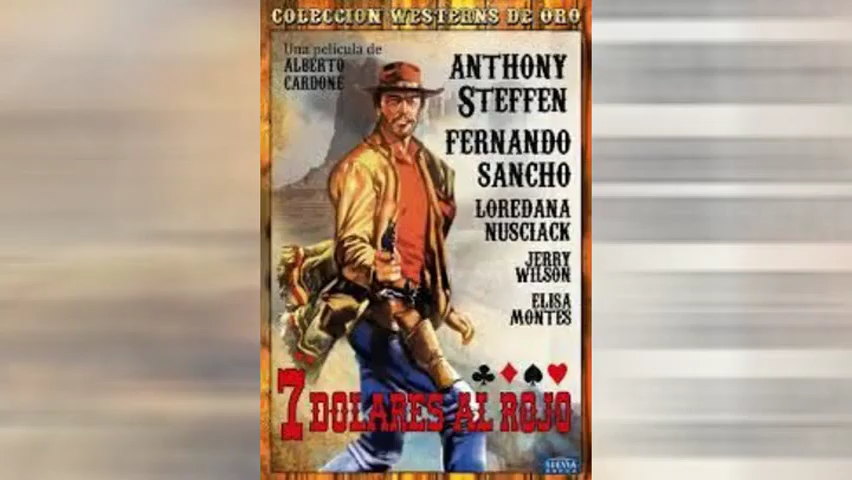 COLECCION WESTERNS DE ORO
Una película de
ALBERTO
CARDONE
ANTHONY
STEFFEN
FERNANDO
SANCHO
LOREDANA
NUSCIACK
JERRY
WILSON
ELISA
MONTES
7 DOLARES AL ROJO